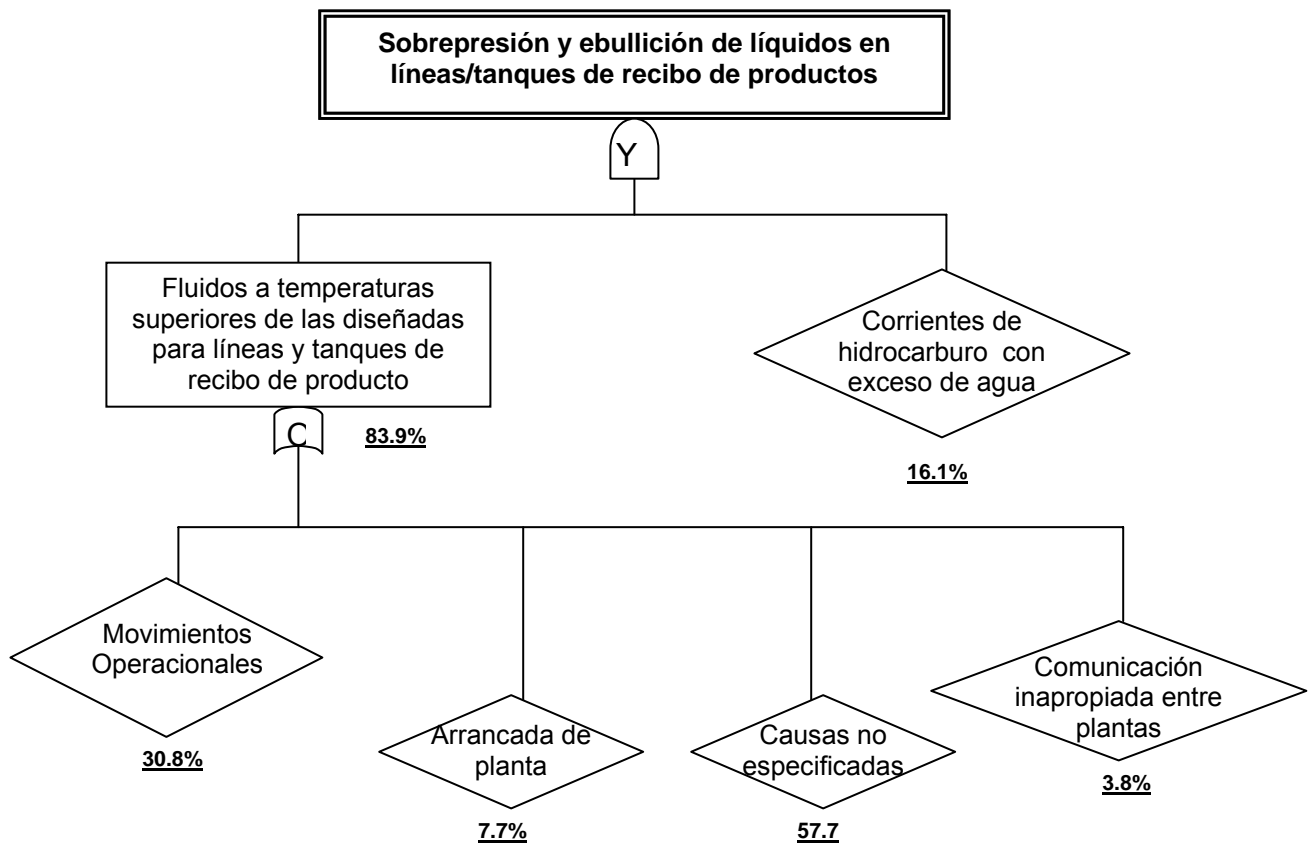 Sobrepresión y ebullición de líquidos en
líneas/tanques de recibo de productos
Y
Fluidos a temperaturas
superiores de las diseñadas
para líneas y tanques de
recibo de producto
C
83.9%
Corrientes de
hidrocarburo con
exceso de agua
16.1%
Movimientos
Operacionales
30.8%
Arrancada de
planta
7.7%
Causas no
especificadas
57.7
Comunicación
inapropiada entre
plantas
3.8%